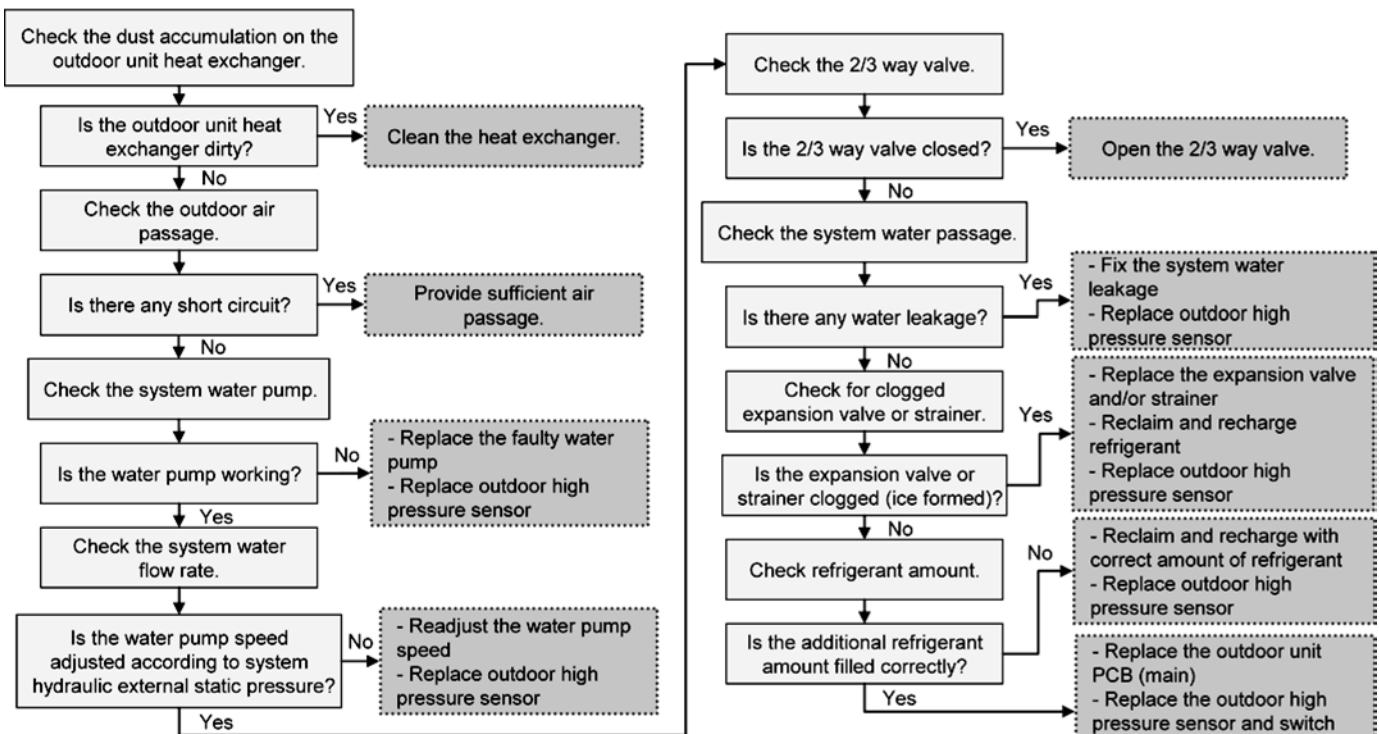 Check the dust accumulation on the
outdoor unit heat exchanger.
Is the outdoor unit heat
exchanger dirty?
Yes
Clean the heat exchanger.
No
Check the outdoor air
passage.
Is there any short circuit?
Yes
Provide sufficient air
passage.
No
Check the system water pump.
Is the water pump working?
No
- Replace the faulty water
pump
- Replace outdoor high
pressure sensor
Yes
Check the system water
flow rate.
Is the water pump speed
adjusted according to system
hydraulic external static pressure?
No
- Readjust the water pump
speed
- Replace outdoor high
pressure sensor
Yes
Check the 2/3 way valve.
Is the 2/3 way valve closed?
Yes
Open the 2/3 way valve.
No
Check the system water passage.
Is there any water leakage?
Yes
- Fix the system water
leakage
- Replace outdoor high
pressure sensor
No
Check for clogged
expansion valve or strainer.
Is the expansion valve or
strainer clogged (ice formed)?
Yes
- Replace the expansion valve
and/or strainer
- Reclaim and recharge
refrigerant
- Replace outdoor high
pressure sensor
No
Check refrigerant amount.
Is the additional refrigerant
amount filled correctly?
No
- Reclaim and recharge with
correct amount of refrigerant
- Replace outdoor high
pressure sensor
Yes
- Replace the outdoor unit
PCB (main)
- Replace the outdoor high
pressure sensor and switch